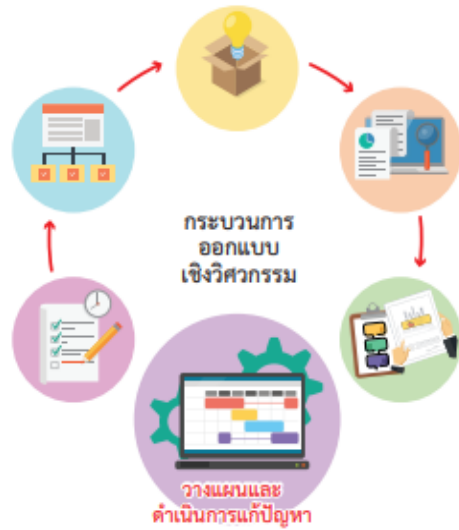 กระบวนการ
ออกแบบ
เชิงวิศวกรรม
วางแผนและ
ดำเนินการแก้ปัญหา